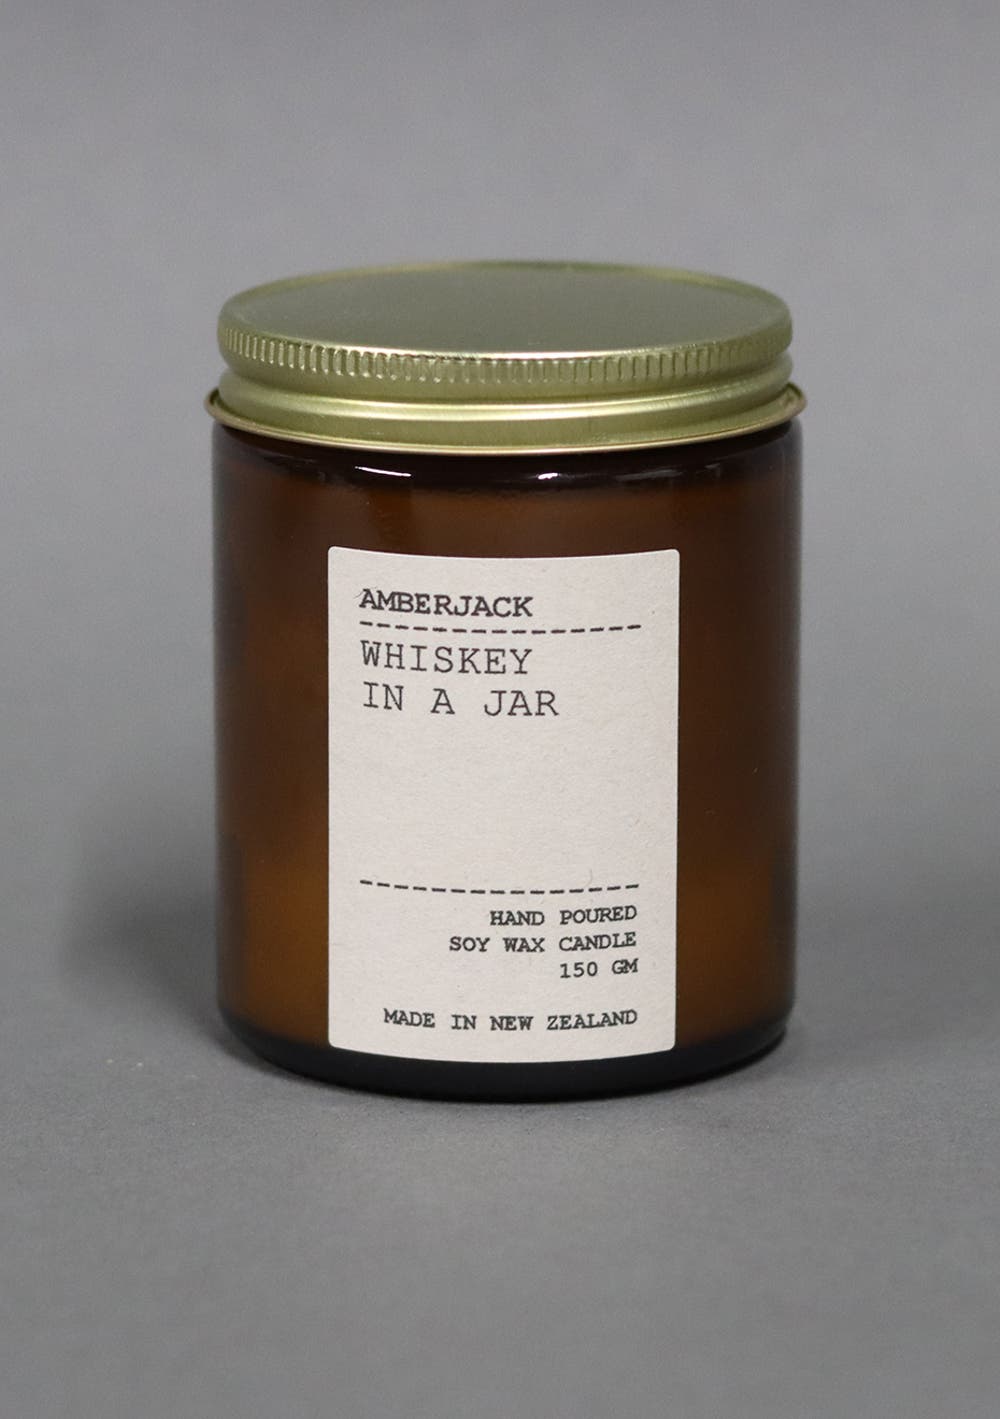 AMBERJACK
WHISKEY
IN A JAR
HAND POURED
SOY WAX CANDLE
150 GM
MADE IN NEW ZEALAND